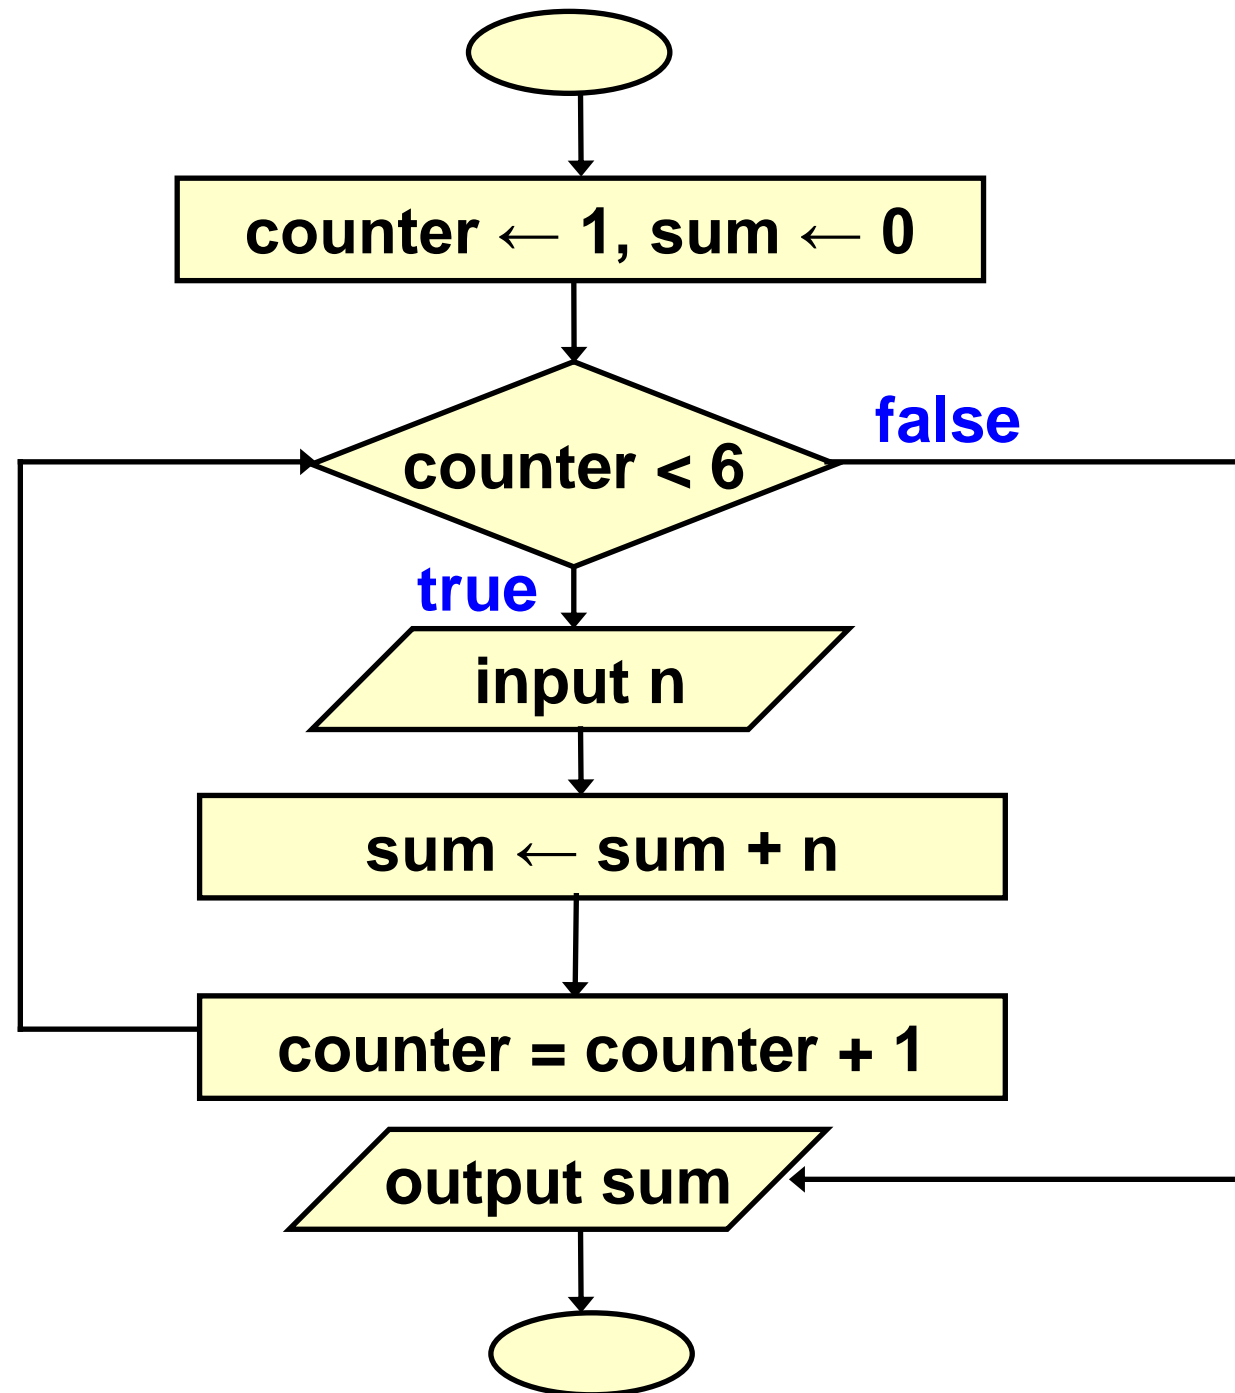 counter ← 1, sum ← 0
counter < 6
false
true
input n
sum ← sum + n
counter = counter + 1
output sum